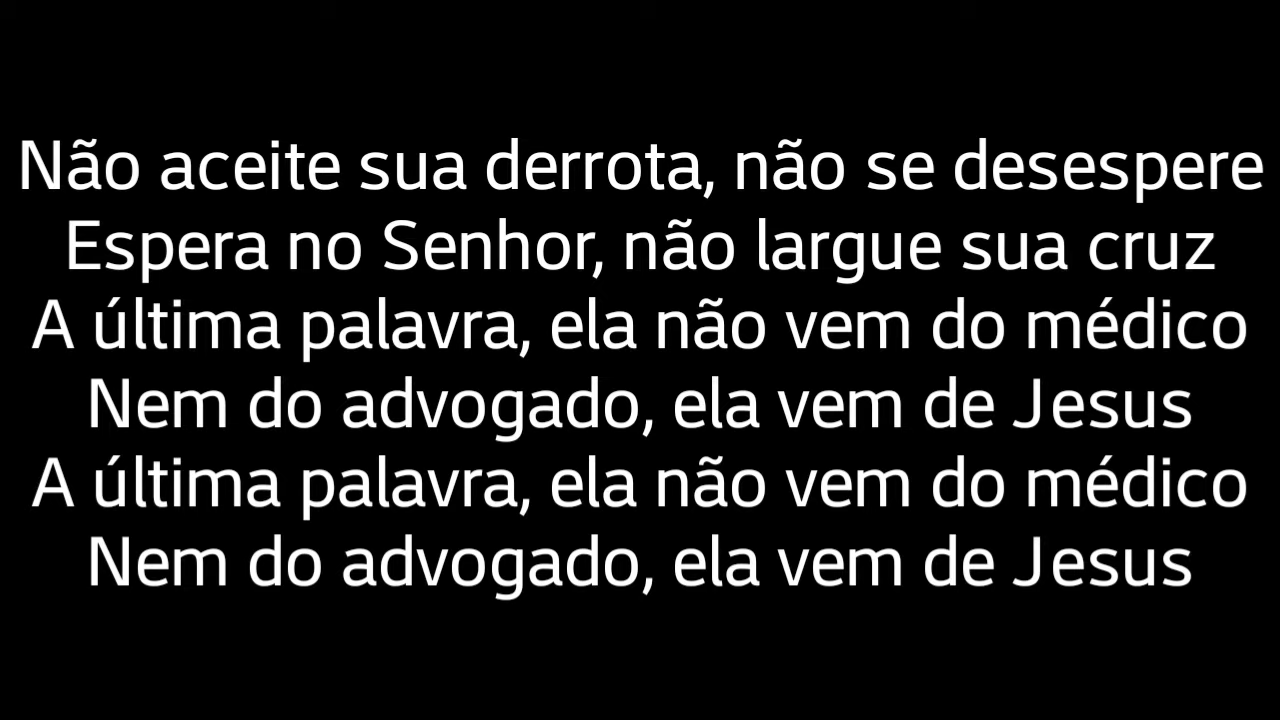 Não aceite sua derrota, não se desespere
Espera no Senhor, não largue sua cruz
A última palavra, ela não vem do médico
Nem do advogado, ela vem de Jesus
A última palavra, ela não vem do médico
Nem do advogado, ela vem de Jesus